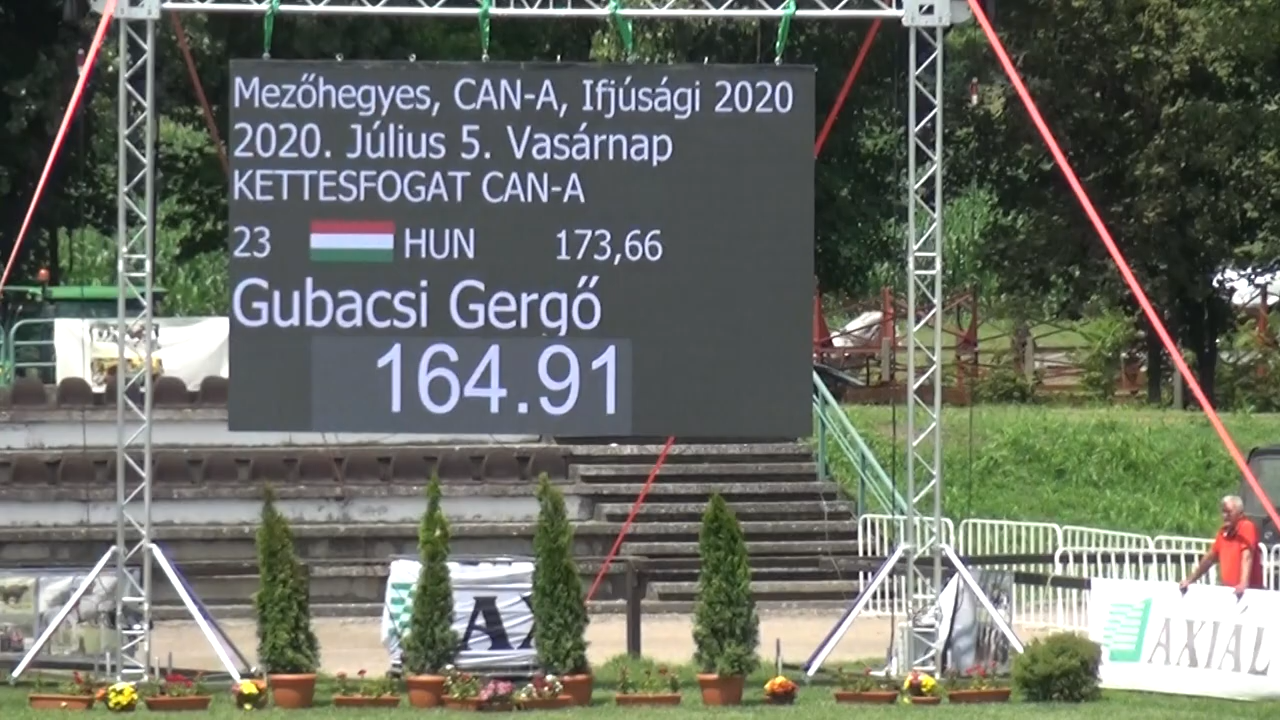 Mezőhegyes, CAN-A, Ifjúsági 2020
2020. Július 5. Vasárnap
KETTESFOGAT CAN-A
23 HUN 173,66
Gubacsi Gergő
164.91
AXIÁL